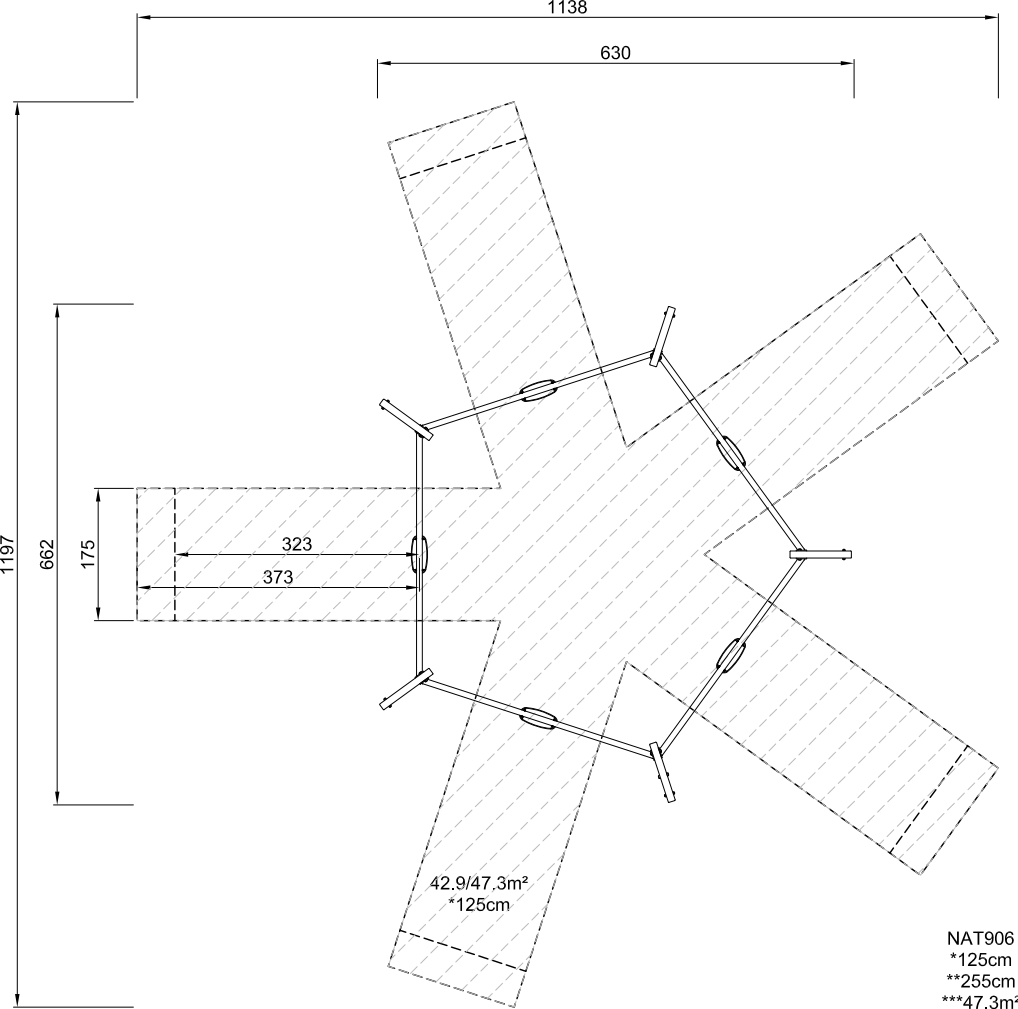 1138
630
1197
662
175
323
373
42.9/47.3m²
*125cm
NAT906
*125cm
**255cm
***47.3m²